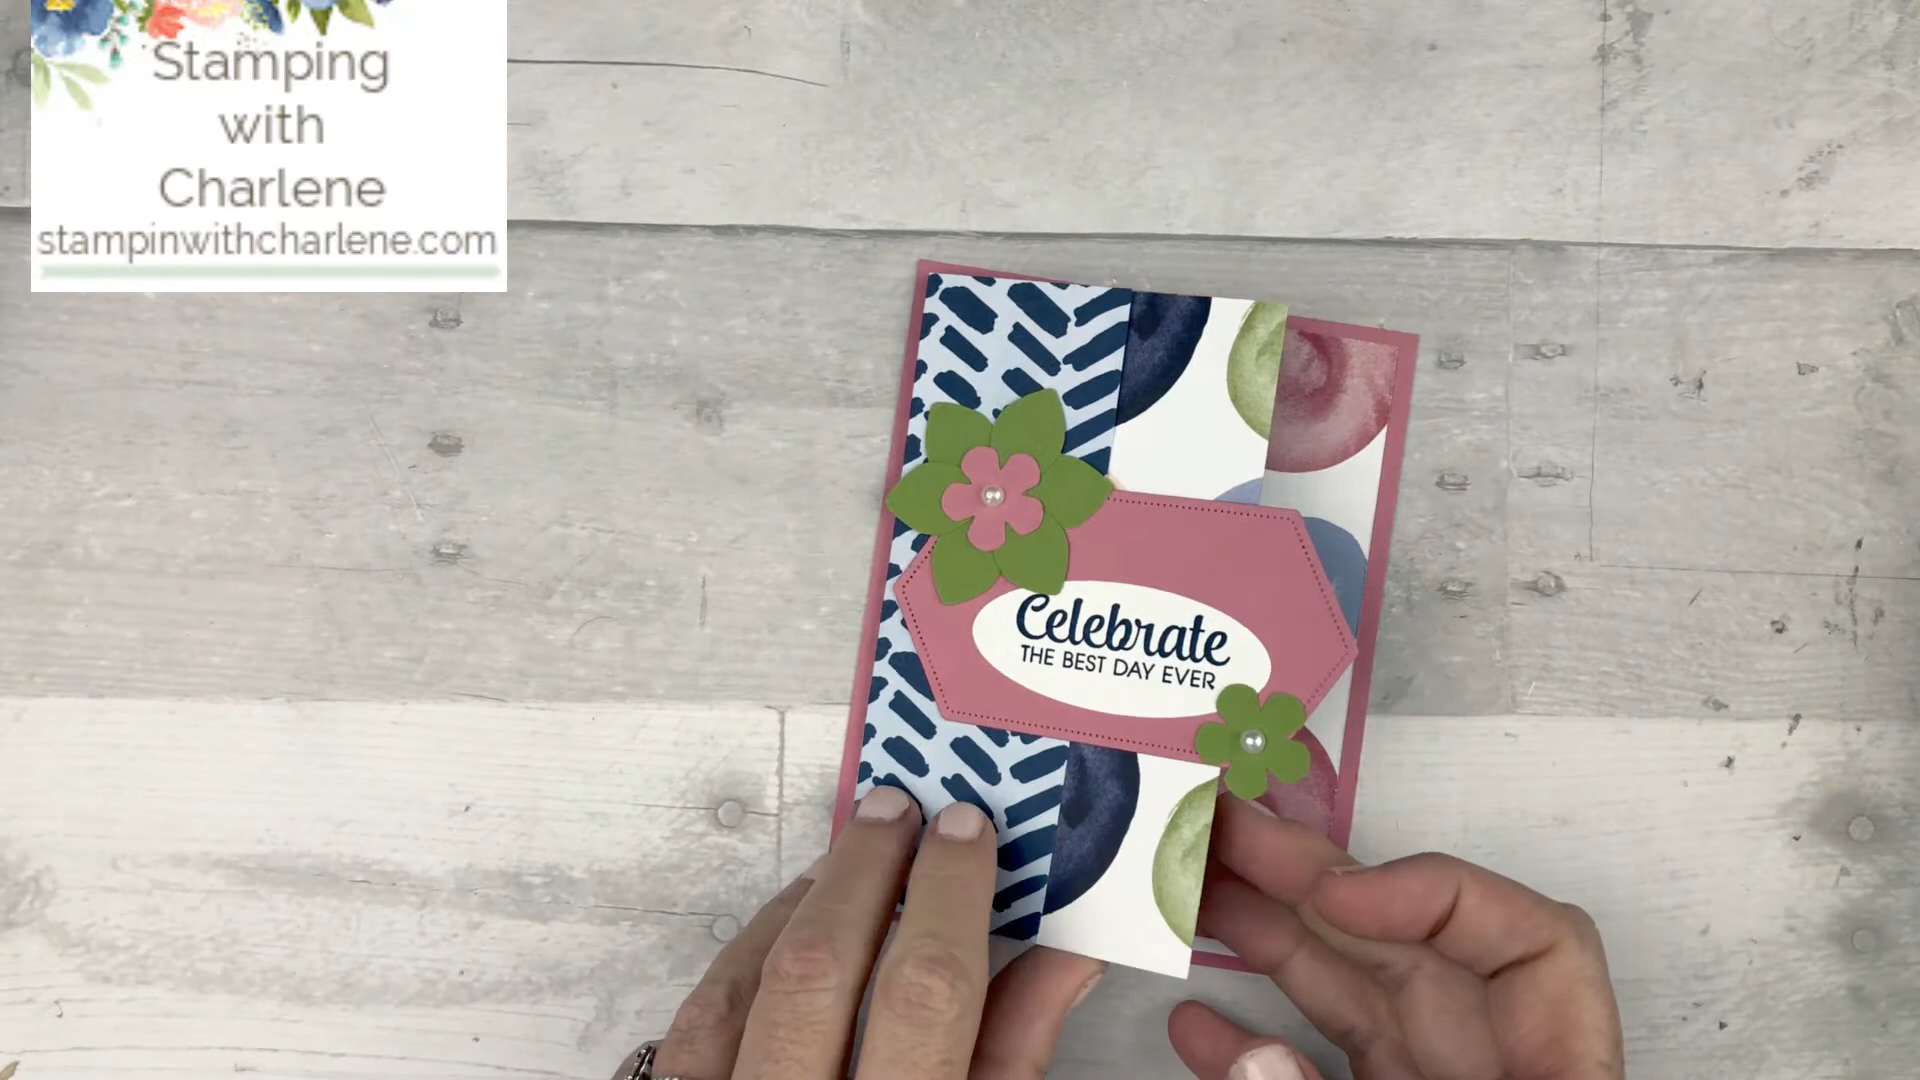 Stamping
with
Charlene
stampinwithcharlene.com
Celebrate
THE BEST DAY EVER